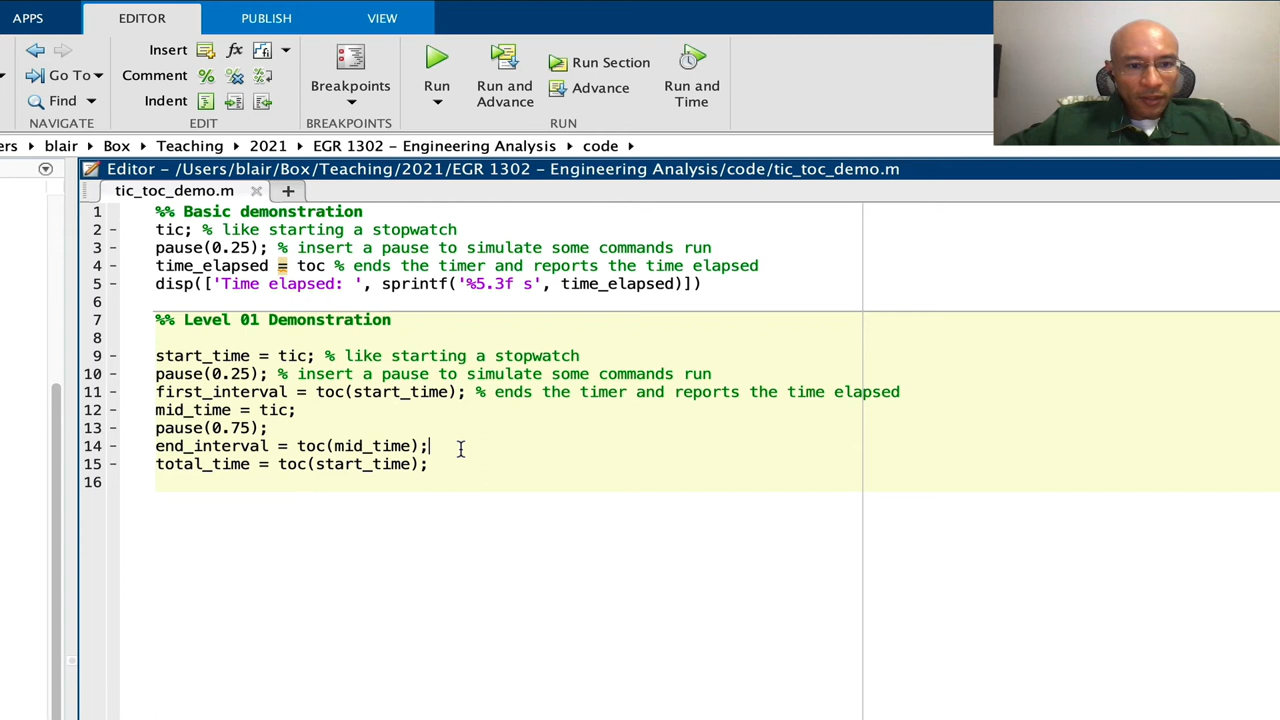 APPS EDITOR PUBLISH VIEW
Insert fx
Go To Comment % Breakpoints Run Run and Advance Run Section Advance Run and Time
Find Indent
NAVIGATE EDIT BREAKPOINTS RUN
ers blair Box Teaching 2021 EGR 1302 - Engineering Analysis code
Editor - /Users/blair/Box/Teaching/2021/EGR 1302 - Engineering Analysis/code/tic_toc_demo.m
tic_toc_demo.m
1 %% Basic demonstration
2 - tic; % like starting a stopwatch
3 - pause(0.25); % insert a pause to simulate some commands run
4 - time_elapsed = toc % ends the timer and reports the time elapsed
5 - disp(['Time elapsed: ', sprintf('%5.3f s', time_elapsed)])
6
7 %% Level 01 Demonstration
8
9 - start_time = tic; % like starting a stopwatch
10 - pause(0.25); % insert a pause to simulate some commands run
11 - first_interval = toc(start_time); % ends the timer and reports the time elapsed
12 - mid_time = tic;
13 - pause(0.75);
14 - end_interval = toc(mid_time);
15 - total_time = toc(start_time);
16